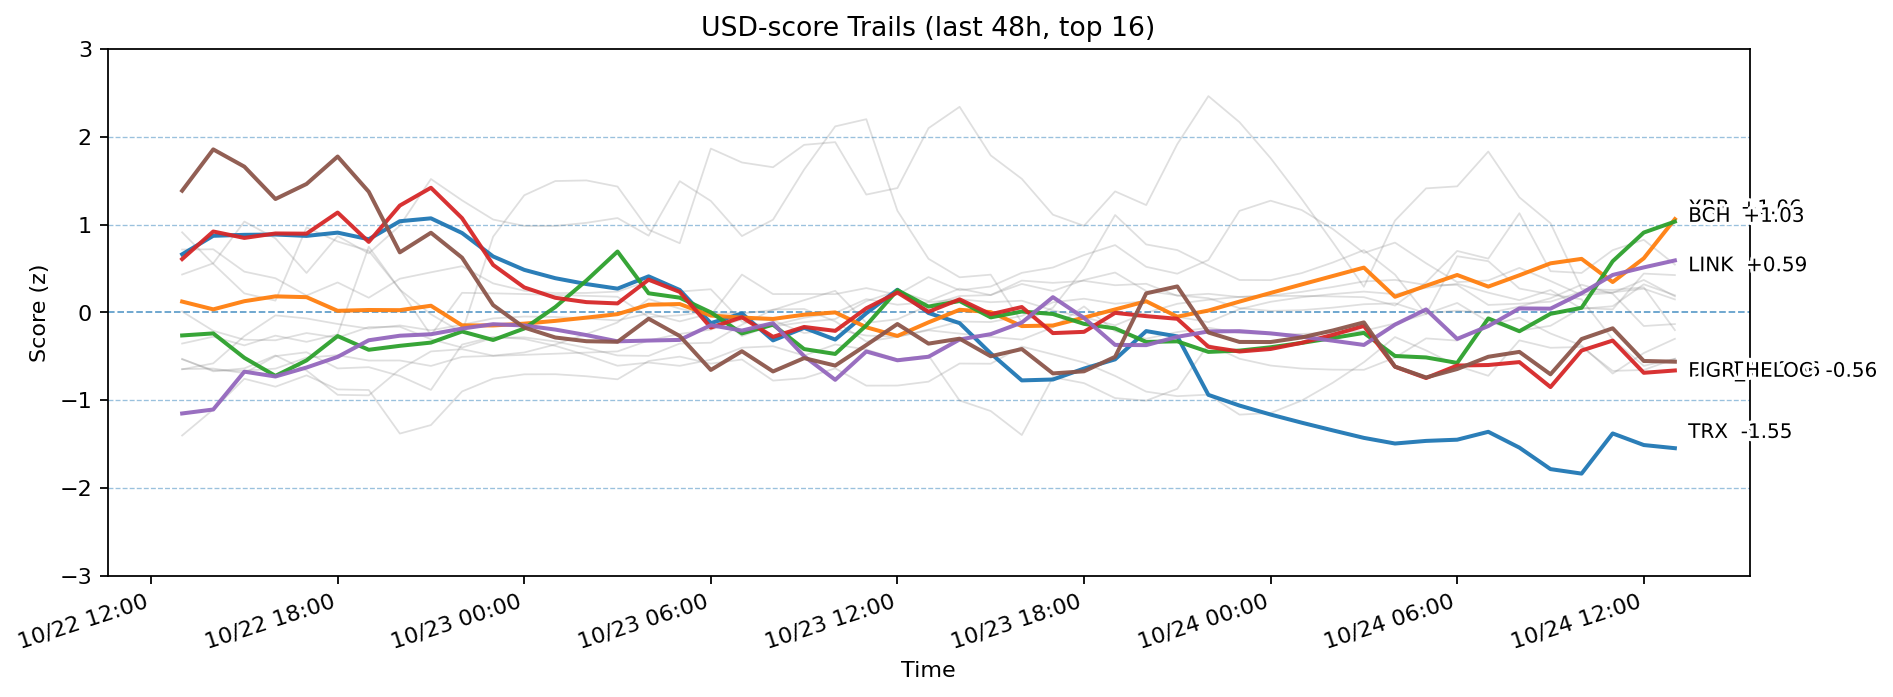 USD-score Trails (last 48h, top 16)
Score (z)
3
2
1
0
−1
−2
−3
BCH +1.03
LINK +0.59
-0.56
TRX -1.55
10/22 12:00
10/22 18:00
10/23 00:00
10/23 06:00
10/23 12:00
10/23 18:00
10/24 00:00
10/24 06:00
10/24 12:00
Time